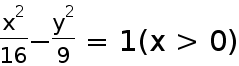 x²/16 − y²/9 = 1(x > 0)